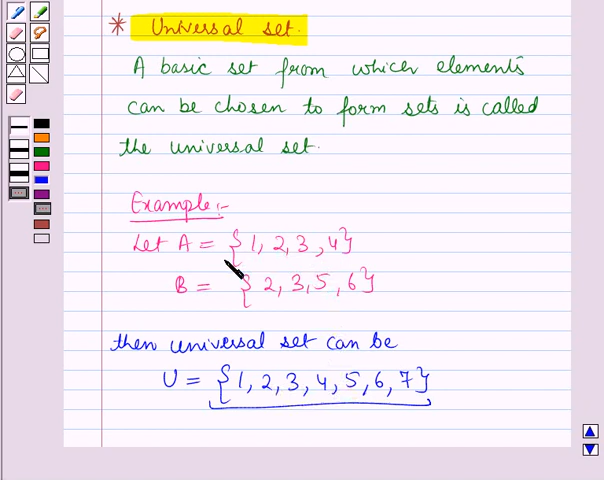 * Universal set.
A basic set from which elements
can be chosen to form sets is called
the universal set.
Example:-
Let A = {1, 2, 3, 4}
B = {2, 3, 5, 6}
then universal set can be
U = {1, 2, 3, 4, 5, 6, 7}